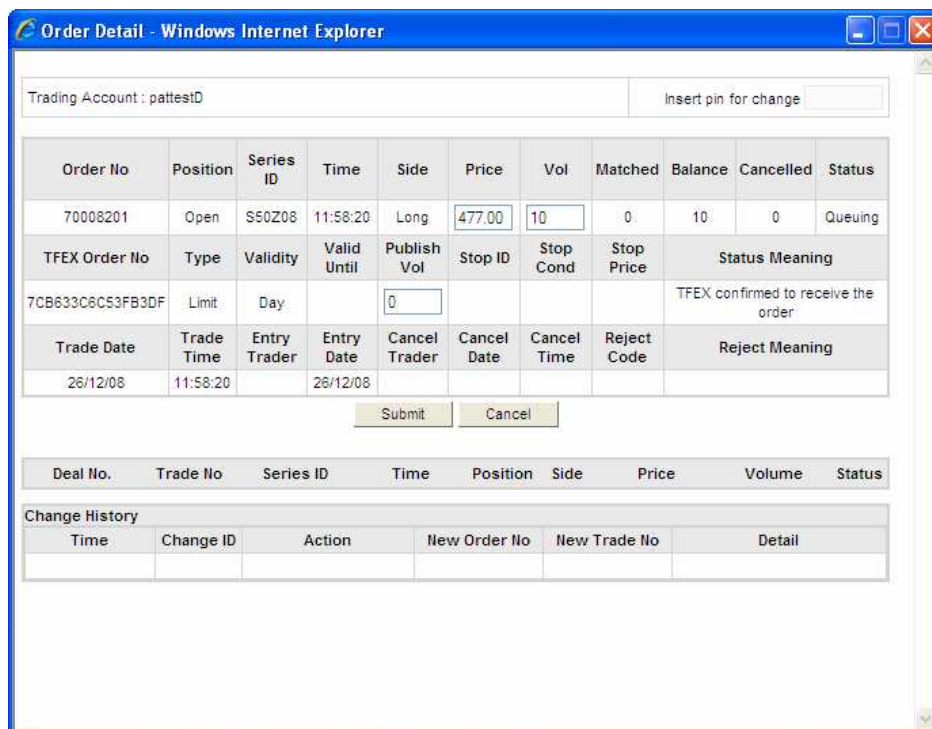 Order Detail - Windows Internet Explorer
Trading Account : pattestD Insert pin for change
Order No Position Series ID Time Side Price Vol Matched Balance Cancelled Status
70008201 Open S50Z08 11:58:20 Long 477.00 10 0 10 0 Queuing
TFEX Order No Type Validity Valid Until Publish Vol Stop ID Stop Cond Stop Price Status Meaning
7CB633C6C53FB3DF Limit Day 0 TFEX confirmed to receive the order
Trade Date Trade Time Entry Trader Entry Date Cancel Trader Cancel Date Cancel Time Reject Code Reject Meaning
26/12/08 11:58:20 26/12/08
Submit Cancel
Deal No. Trade No Series ID Time Position Side Price Volume Status
Change History
Time Change ID Action New Order No New Trade No Detail